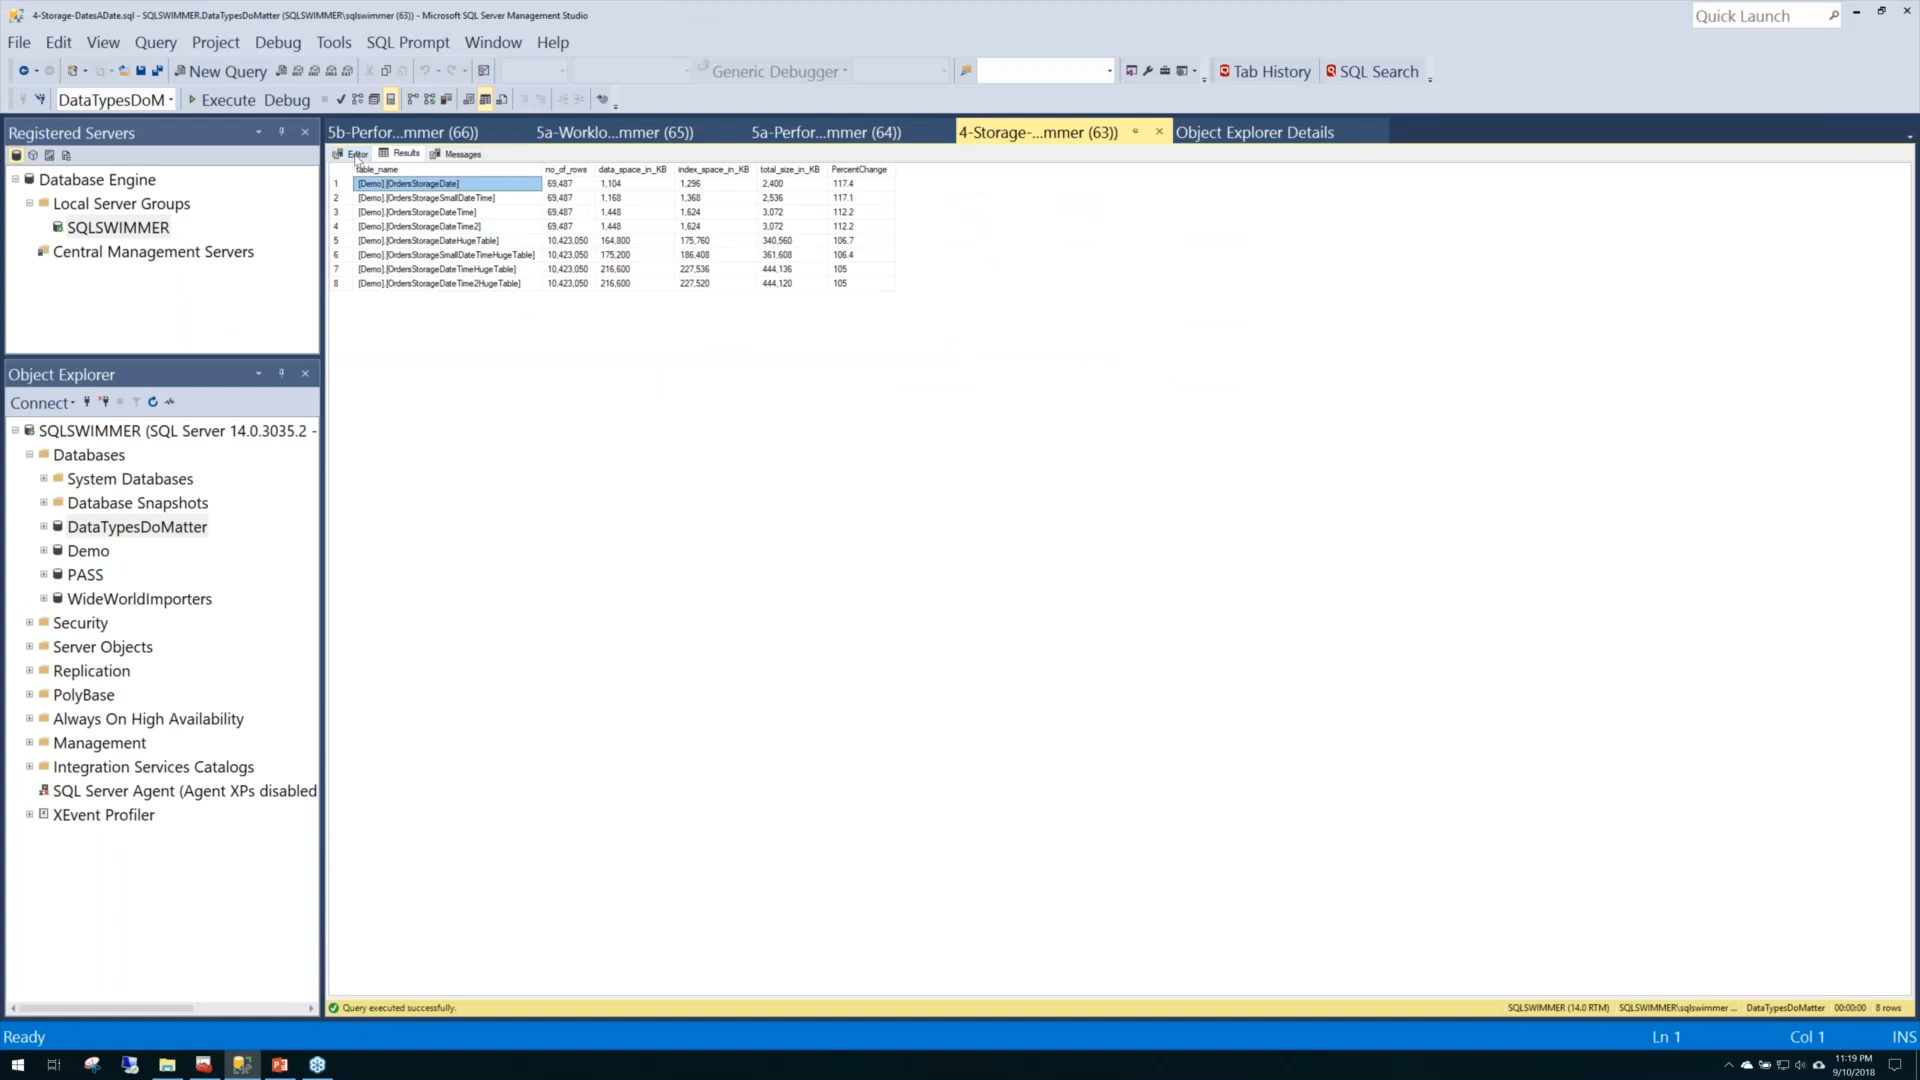 4-Storage-DatesADate.sql - SQLSWIMMER.DataTypesDoMatter (SQLSWIMMER\sqlswimmer (63)) - Microsoft SQL Server Management Studio
Quick Launch
File Edit View Query Project Debug Tools SQL Prompt Window Help
New Query Generic Debugger Tab History SQL Search
DataTypesDoM Execute Debug
Registered Servers
Database Engine
Local Server Groups
SQLSWIMMER
Central Management Servers
5b-Perfor...mmer (66)) 5a-Worklo...mmer (65)) 5a-Perfor...mmer (64)) 4-Storage-...mmer (63)) Object Explorer Details
Editor Results Messages
table_name no_of_rows data_space_in_KB index_space_in_KB total_size_in_KB PercentChange
1 [Demo].[OrdersStorageDate] 69,487 1,104 1,296 2,400 117.4
2 [Demo].[OrdersStorageSmallDateTime] 69,487 1,168 1,368 2,536 117.1
3 [Demo].[OrdersStorageDateTime] 69,487 1,448 1,624 3,072 112.2
4 [Demo].[OrdersStorageDateTime2] 69,487 1,448 1,624 3,072 112.2
5 [Demo].[OrdersStorageDateHugeTable] 10,423,050 164,800 175,760 340,560 106.7
6 [Demo].[OrdersStorageSmallDateTimeHugeTable] 10,423,050 175,200 186,408 361,608 106.4
7 [Demo].[OrdersStorageDateTimeHugeTable] 10,423,050 216,600 227,536 444,136 105
8 [Demo].[OrdersStorageDateTime2HugeTable] 10,423,050 216,600 227,520 444,120 105
Object Explorer
Connect
SQLSWIMMER (SQL Server 14.0.3035.2 -
Databases
System Databases
Database Snapshots
DataTypesDoMatter
Demo
PASS
WideWorldImporters
Security
Server Objects
Replication
PolyBase
Always On High Availability
Management
Integration Services Catalogs
SQL Server Agent (Agent XPs disabled
XEvent Profiler
Query executed successfully. SQLSWIMMER (14.0 RTM) SQLSWIMMER\sqlswimmer ... DataTypesDoMatter 00:00:00 8 rows
Ready Ln 1 Col 1 INS
11:19 PM
9/10/2018